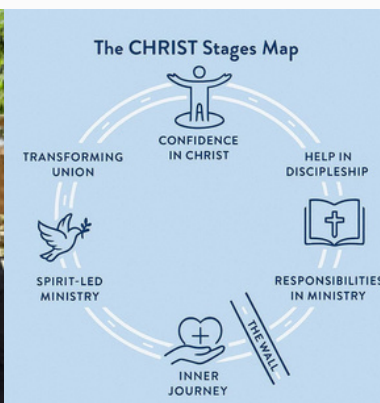 The CHRIST Stages Map
CONFIDENCE
IN CHRIST
HELP IN
DISCIPLESHIP
RESPONSIBILITIES
IN MINISTRY
THE WALL
INNER
JOURNEY
SPIRIT-LED
MINISTRY
TRANSFORMING
UNION